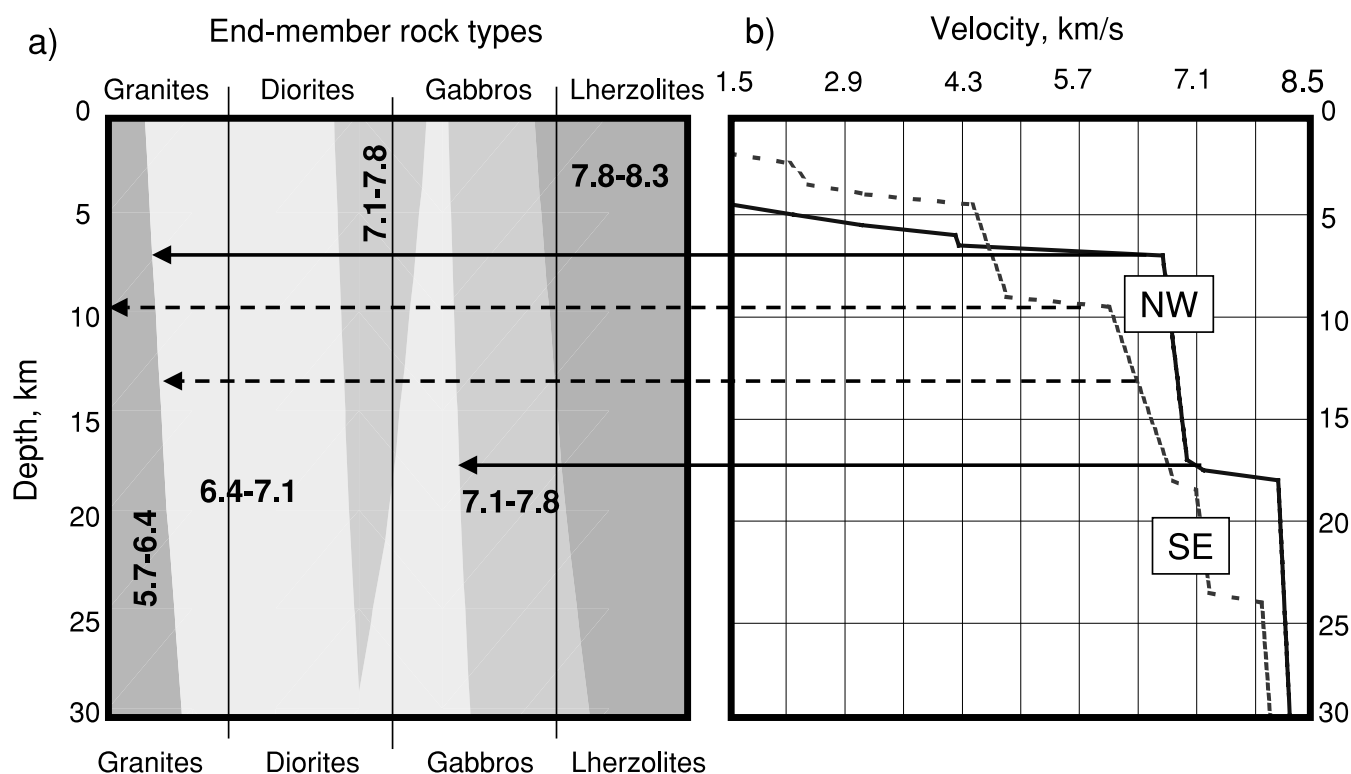 a)
End-member rock types
Granites
Diorites
Gabbros
Lherzolites
0
5
10
15
20
25
30
Depth, km
7.1-7.8
7.8-8.3
6.4-7.1
7.1-7.8
5.7-6.4
Granites
Diorites
Gabbros
Lherzolites
b)
Velocity, km/s
1.5
2.9
4.3
5.7
7.1
8.5
0
5
10
15
20
25
30
NW
SE